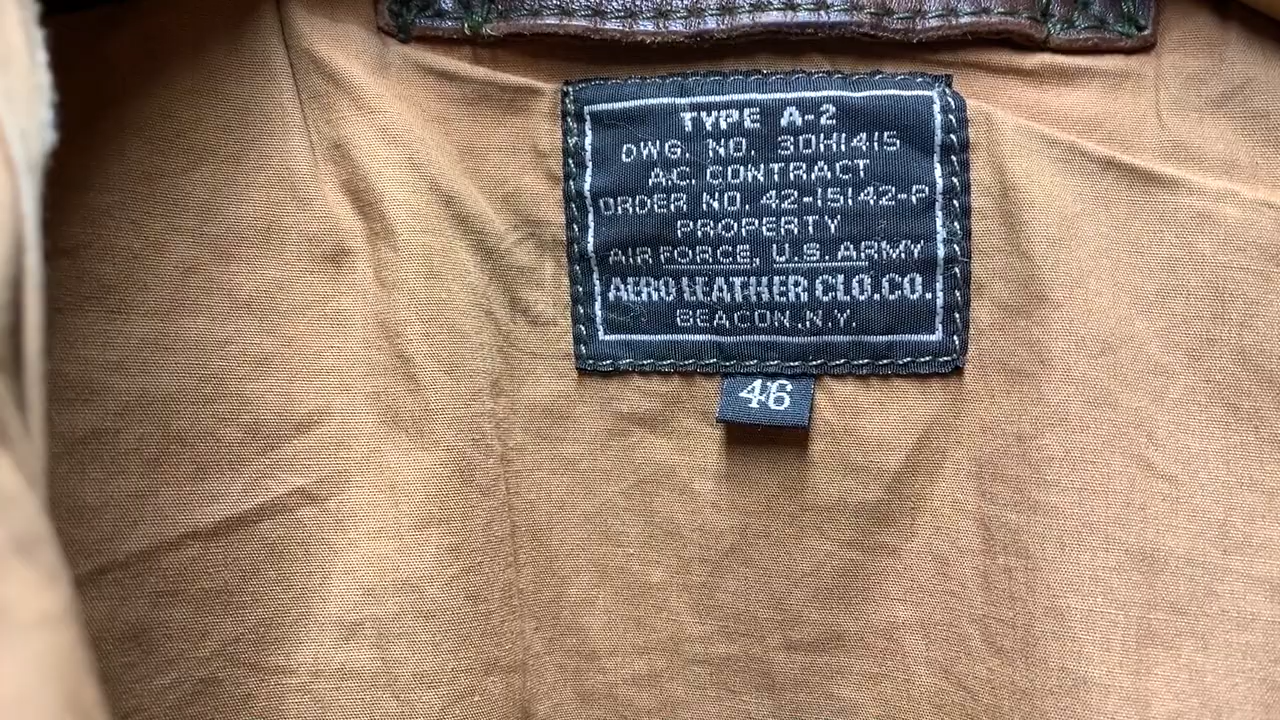 TYPE A-2
DWG. NO. 30H1415
A.C. CONTRACT
ORDER NO. 42-15142-P
PROPERTY
AIR FORCE, U.S. ARMY
AERO LEATHER CLO.CO.
BEACON, N.Y.
46